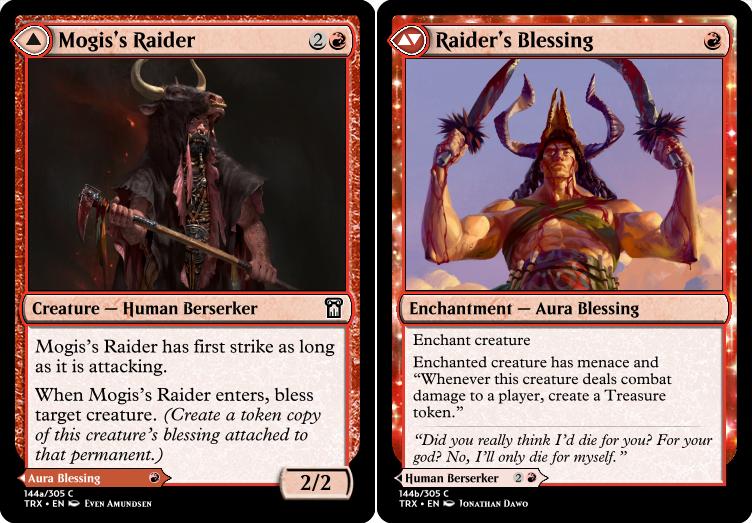 Mogis's Raider
2
Creature — Human Berserker
Mogis's Raider has first strike as long
as it is attacking.
When Mogis's Raider enters, bless
target creature. (Create a token copy
of this creature's blessing attached to
that permanent.)
Aura Blessing
2/2
144a/305 C
TRX • EN Even Amundsen
Raider's Blessing
Enchantment — Aura Blessing
Enchant creature
Enchanted creature has menace and
“Whenever this creature deals combat
damage to a player, create a Treasure
token.”
“Did you really think I'd die for you? For your
god? No, I'll only die for myself.”
Human Berserker 2
144b/305 C
TRX • EN Jonathan Dawo